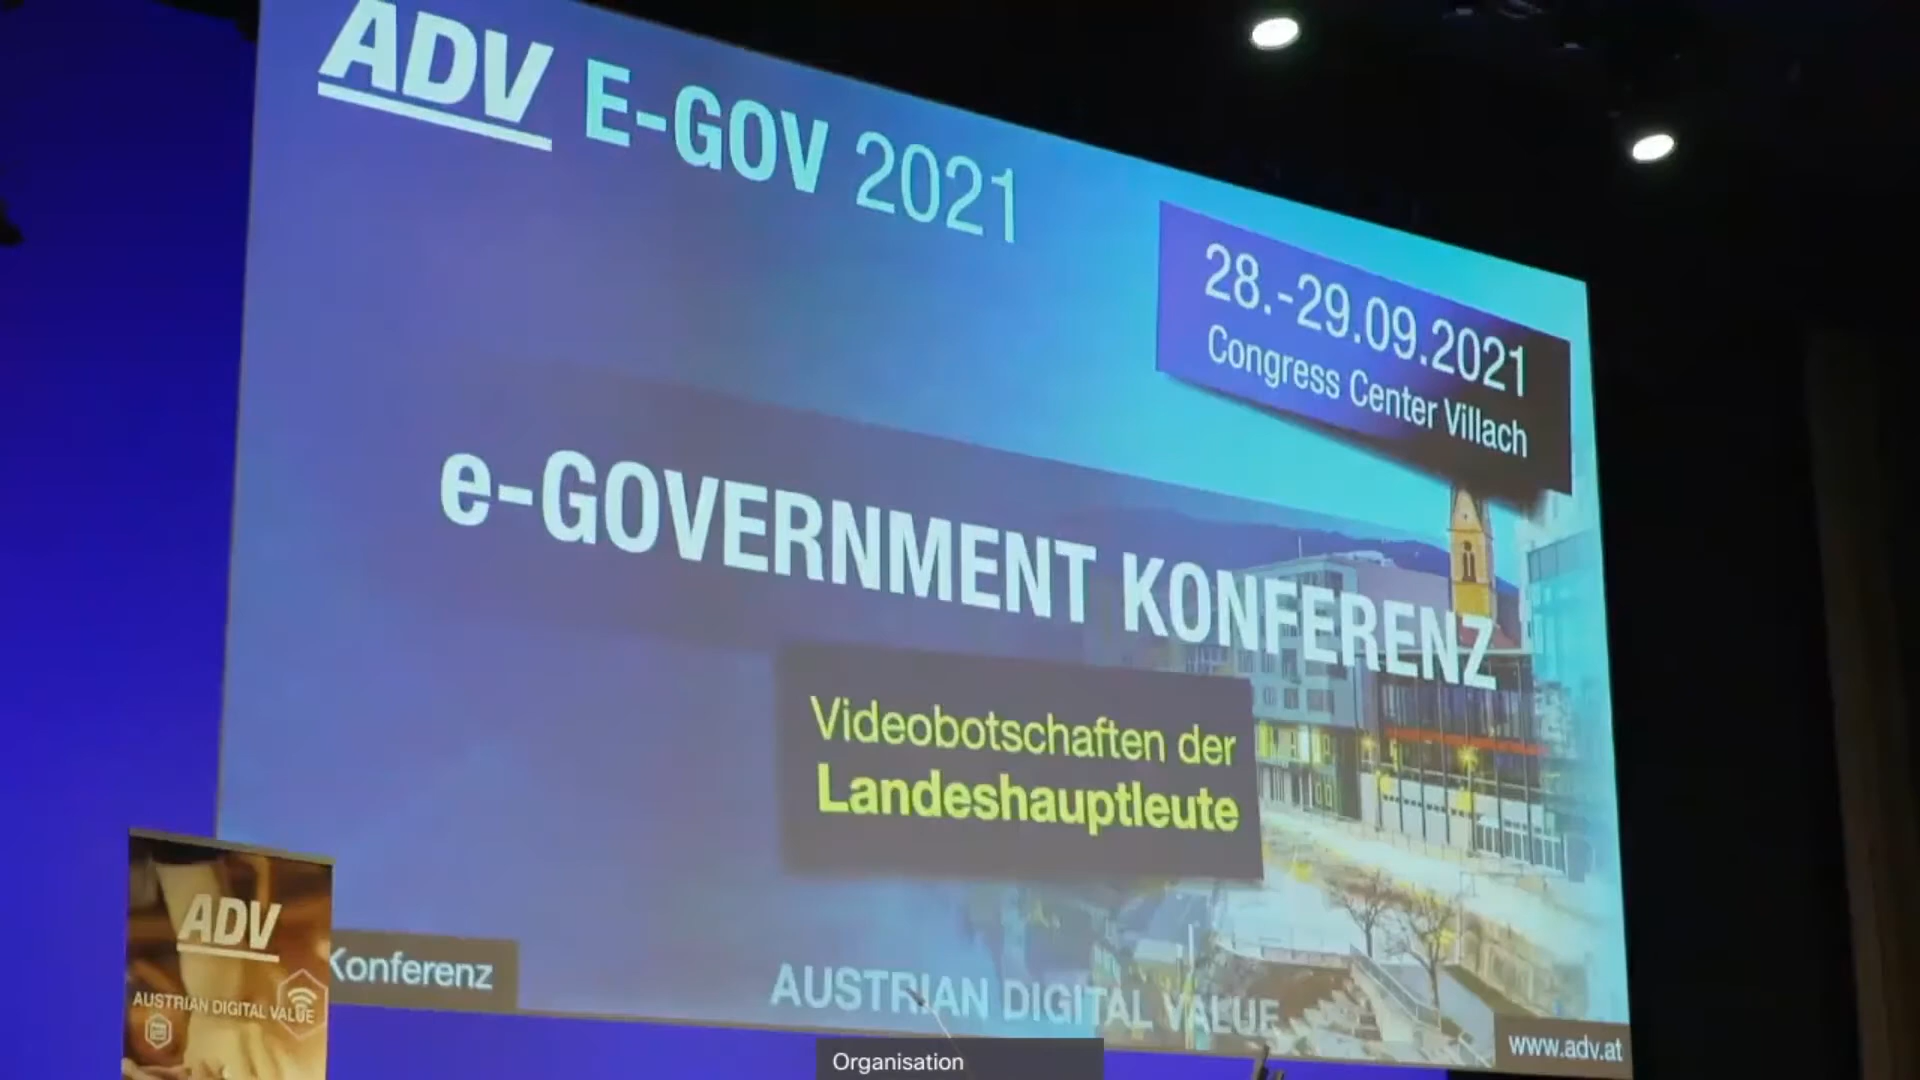 ADV E-GOV 2021
28.-29.09.2021
Congress Center Villach
e-GOVERNMENT KONFERENZ
Videobotschaften der
Landeshauptleute
Konferenz
AUSTRIAN DIGITAL VALUE
www.adv.at
ADV
AUSTRIAN DIGITAL VALUE
Organisation